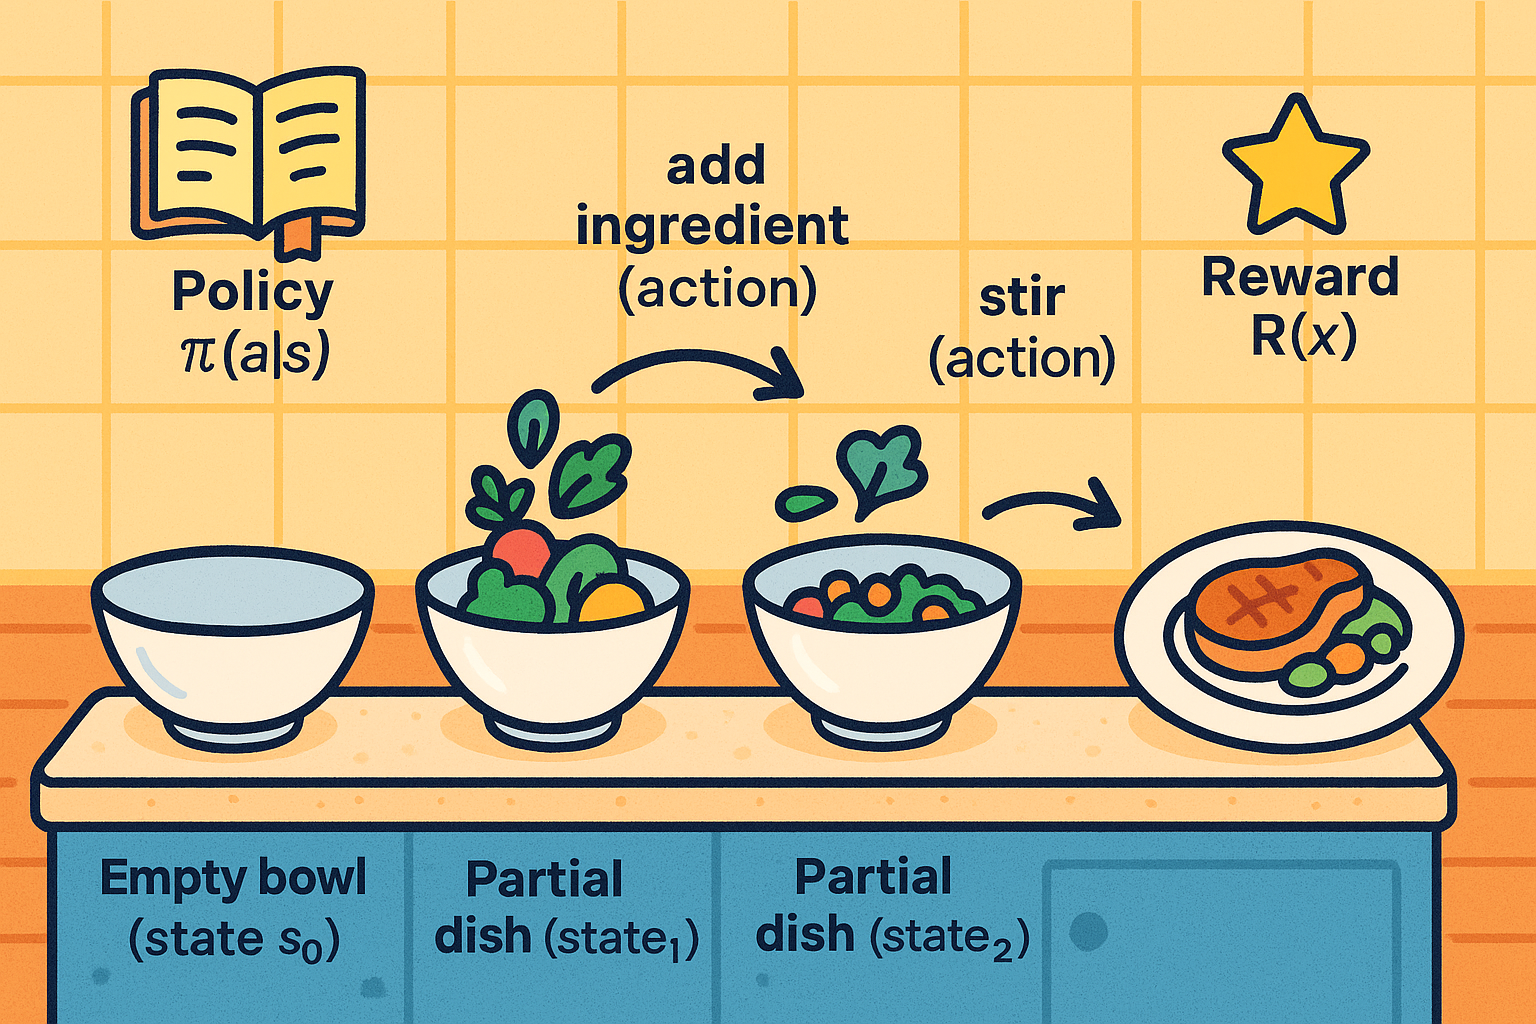 Policy
π(a|s)
add
ingredient
(action)
stir
(action)
Reward
R(x)
Empty bowl
(state s₀)
Partial
dish (state₁)
Partial
dish (state₂)